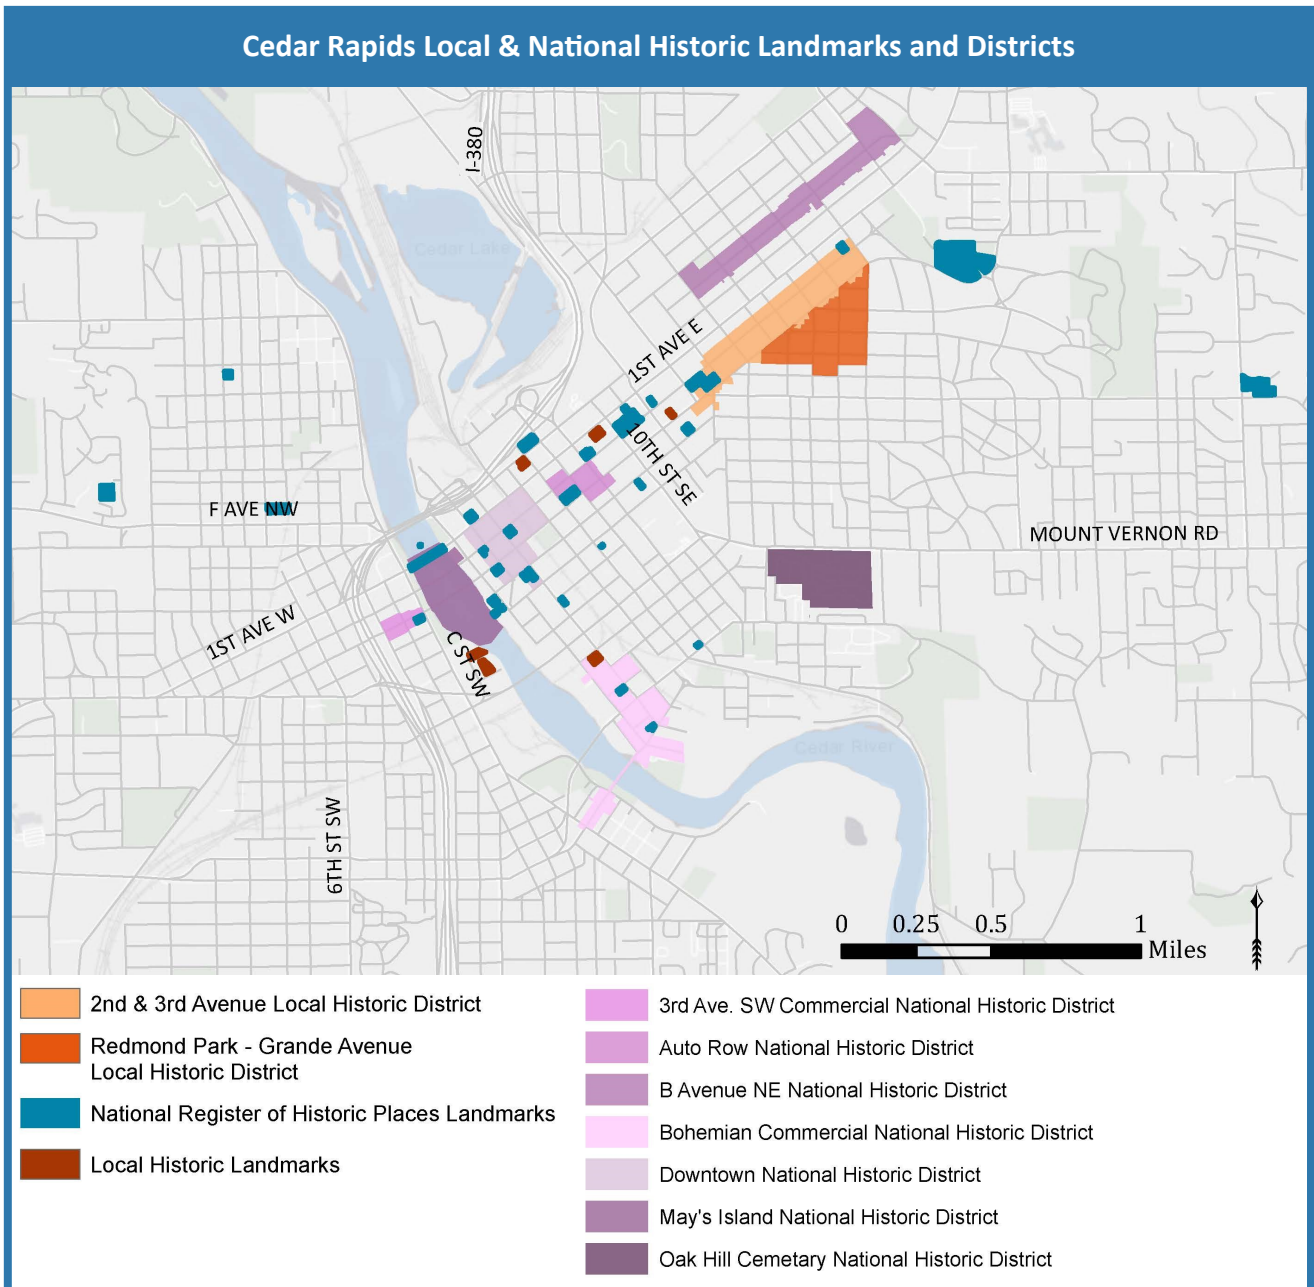 Cedar Rapids Local & National Historic Landmarks and Districts
I-380
Cedar Lake
1ST AVE E
10TH ST SE
F AVE NW
MOUNT VERNON RD
1ST AVE W
C ST SW
Cedar River
6TH ST SW
0 0.25 0.5 1
Miles
2nd & 3rd Avenue Local Historic District
Redmond Park - Grande Avenue
Local Historic District
National Register of Historic Places Landmarks
Local Historic Landmarks
3rd Ave. SW Commercial National Historic District
Auto Row National Historic District
B Avenue NE National Historic District
Bohemian Commercial National Historic District
Downtown National Historic District
May's Island National Historic District
Oak Hill Cemetary National Historic District